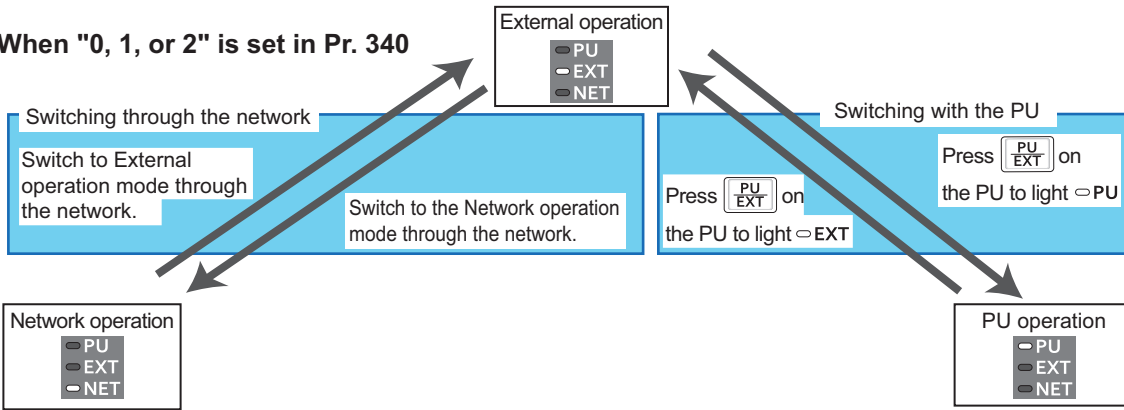 When "0, 1, or 2" is set in Pr. 340
External operation
PU
EXT
NET
Switching through the network
Switch to External
operation mode through
the network.
Switch to the Network operation
mode through the network.
Switching with the PU
Press PU/EXT on
the PU to light EXT
Press PU/EXT on
the PU to light PU
Network operation
PU
EXT
NET
PU operation
PU
EXT
NET